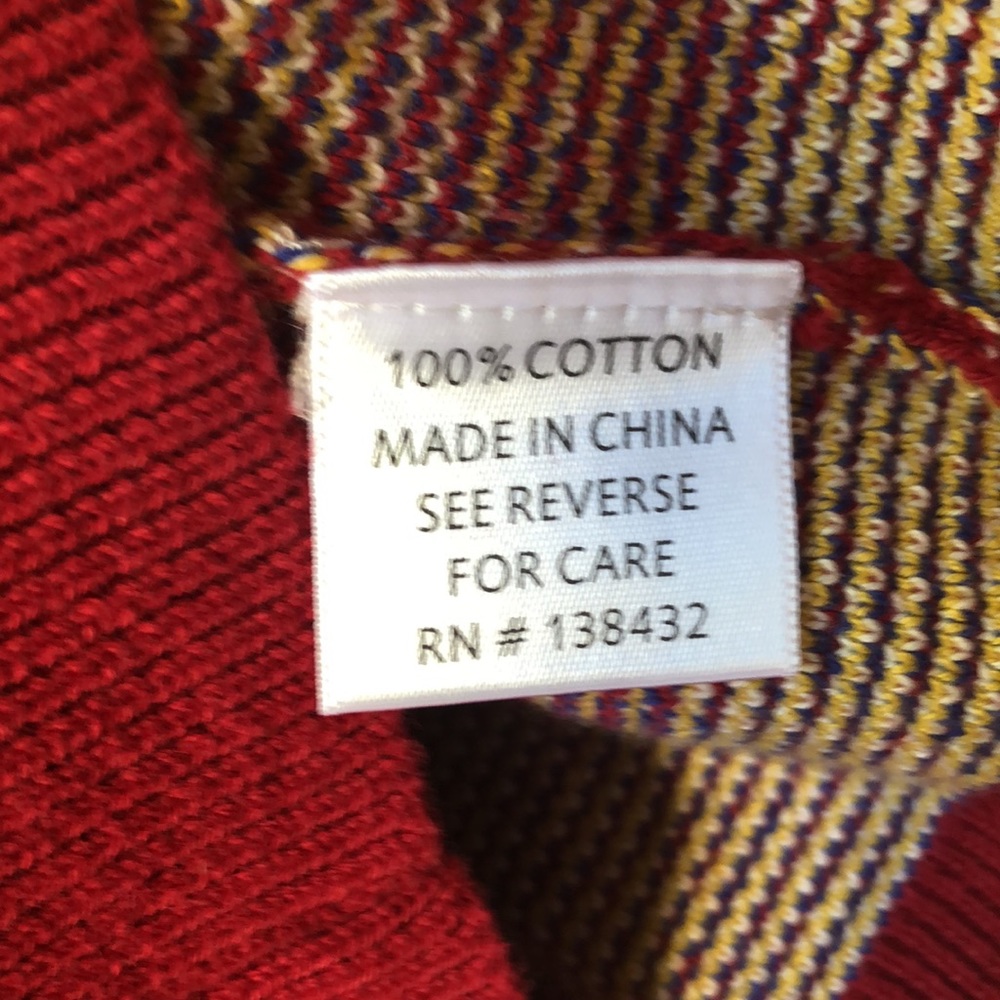 100% COTTON
MADE IN CHINA
SEE REVERSE
FOR CARE
RN # 138432